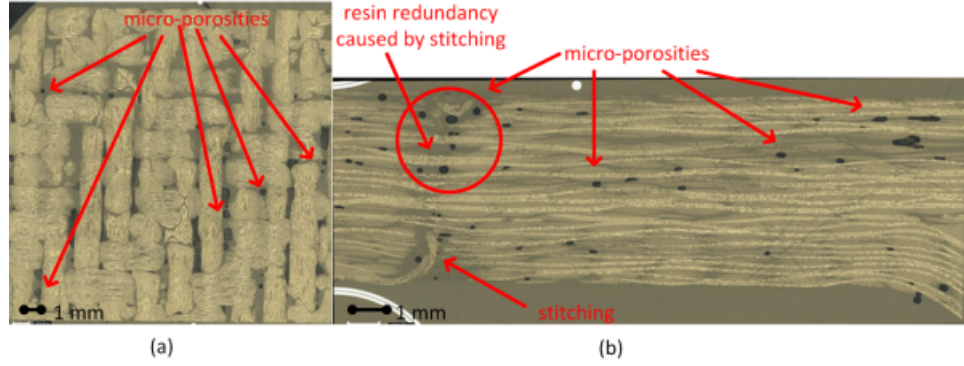 micro-porosities
resin redundancy
caused by stitching
micro-porosities
stitching
1 mm
1 mm
(a)
(b)